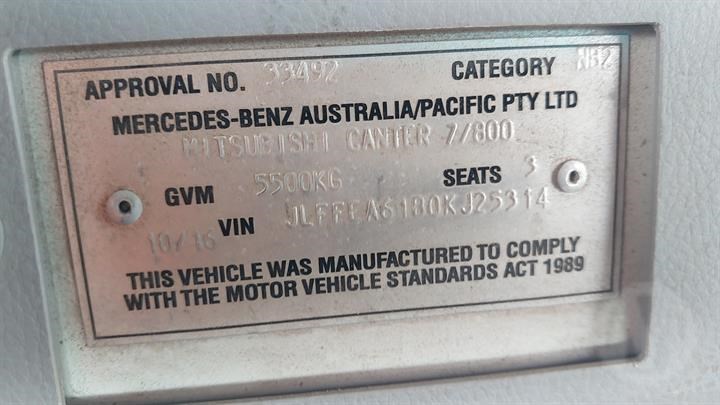 APPROVAL NO. 33492 CATEGORY NB2
MERCEDES-BENZ AUSTRALIA/PACIFIC PTY LTD
MITSUBISHI CANTER 7/800
GVM 5500KG SEATS 3
10/16 VIN JLFFEA6180KJ25314
THIS VEHICLE WAS MANUFACTURED TO COMPLY
WITH THE MOTOR VEHICLE STANDARDS ACT 1989